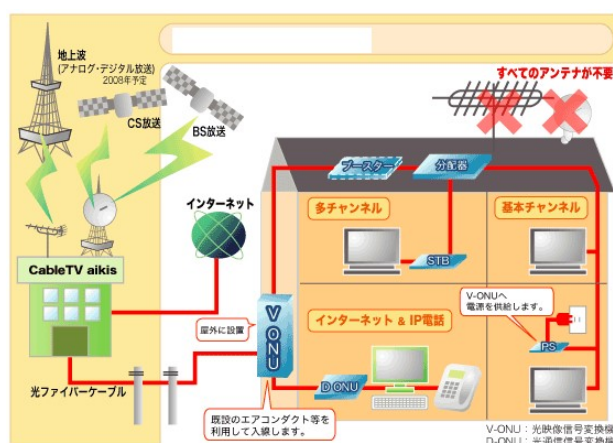 地上波
(アナログ・デジタル放送)
2008年予定
CS放送
BS放送
すべてのアンテナが不要
ブースター
分配器
インターネット
多チャンネル
基本チャンネル
STB
CableTV aikis
V-ONUへ
電源を供給します。
屋外に設置
V ONU
インターネット & IP電話
PS
D ONU
光ファイバーケーブル
既設のエアコンダクト等を
利用して入線します。
V-ONU：光映像信号変換機
D-ONU：光通信信号変換機